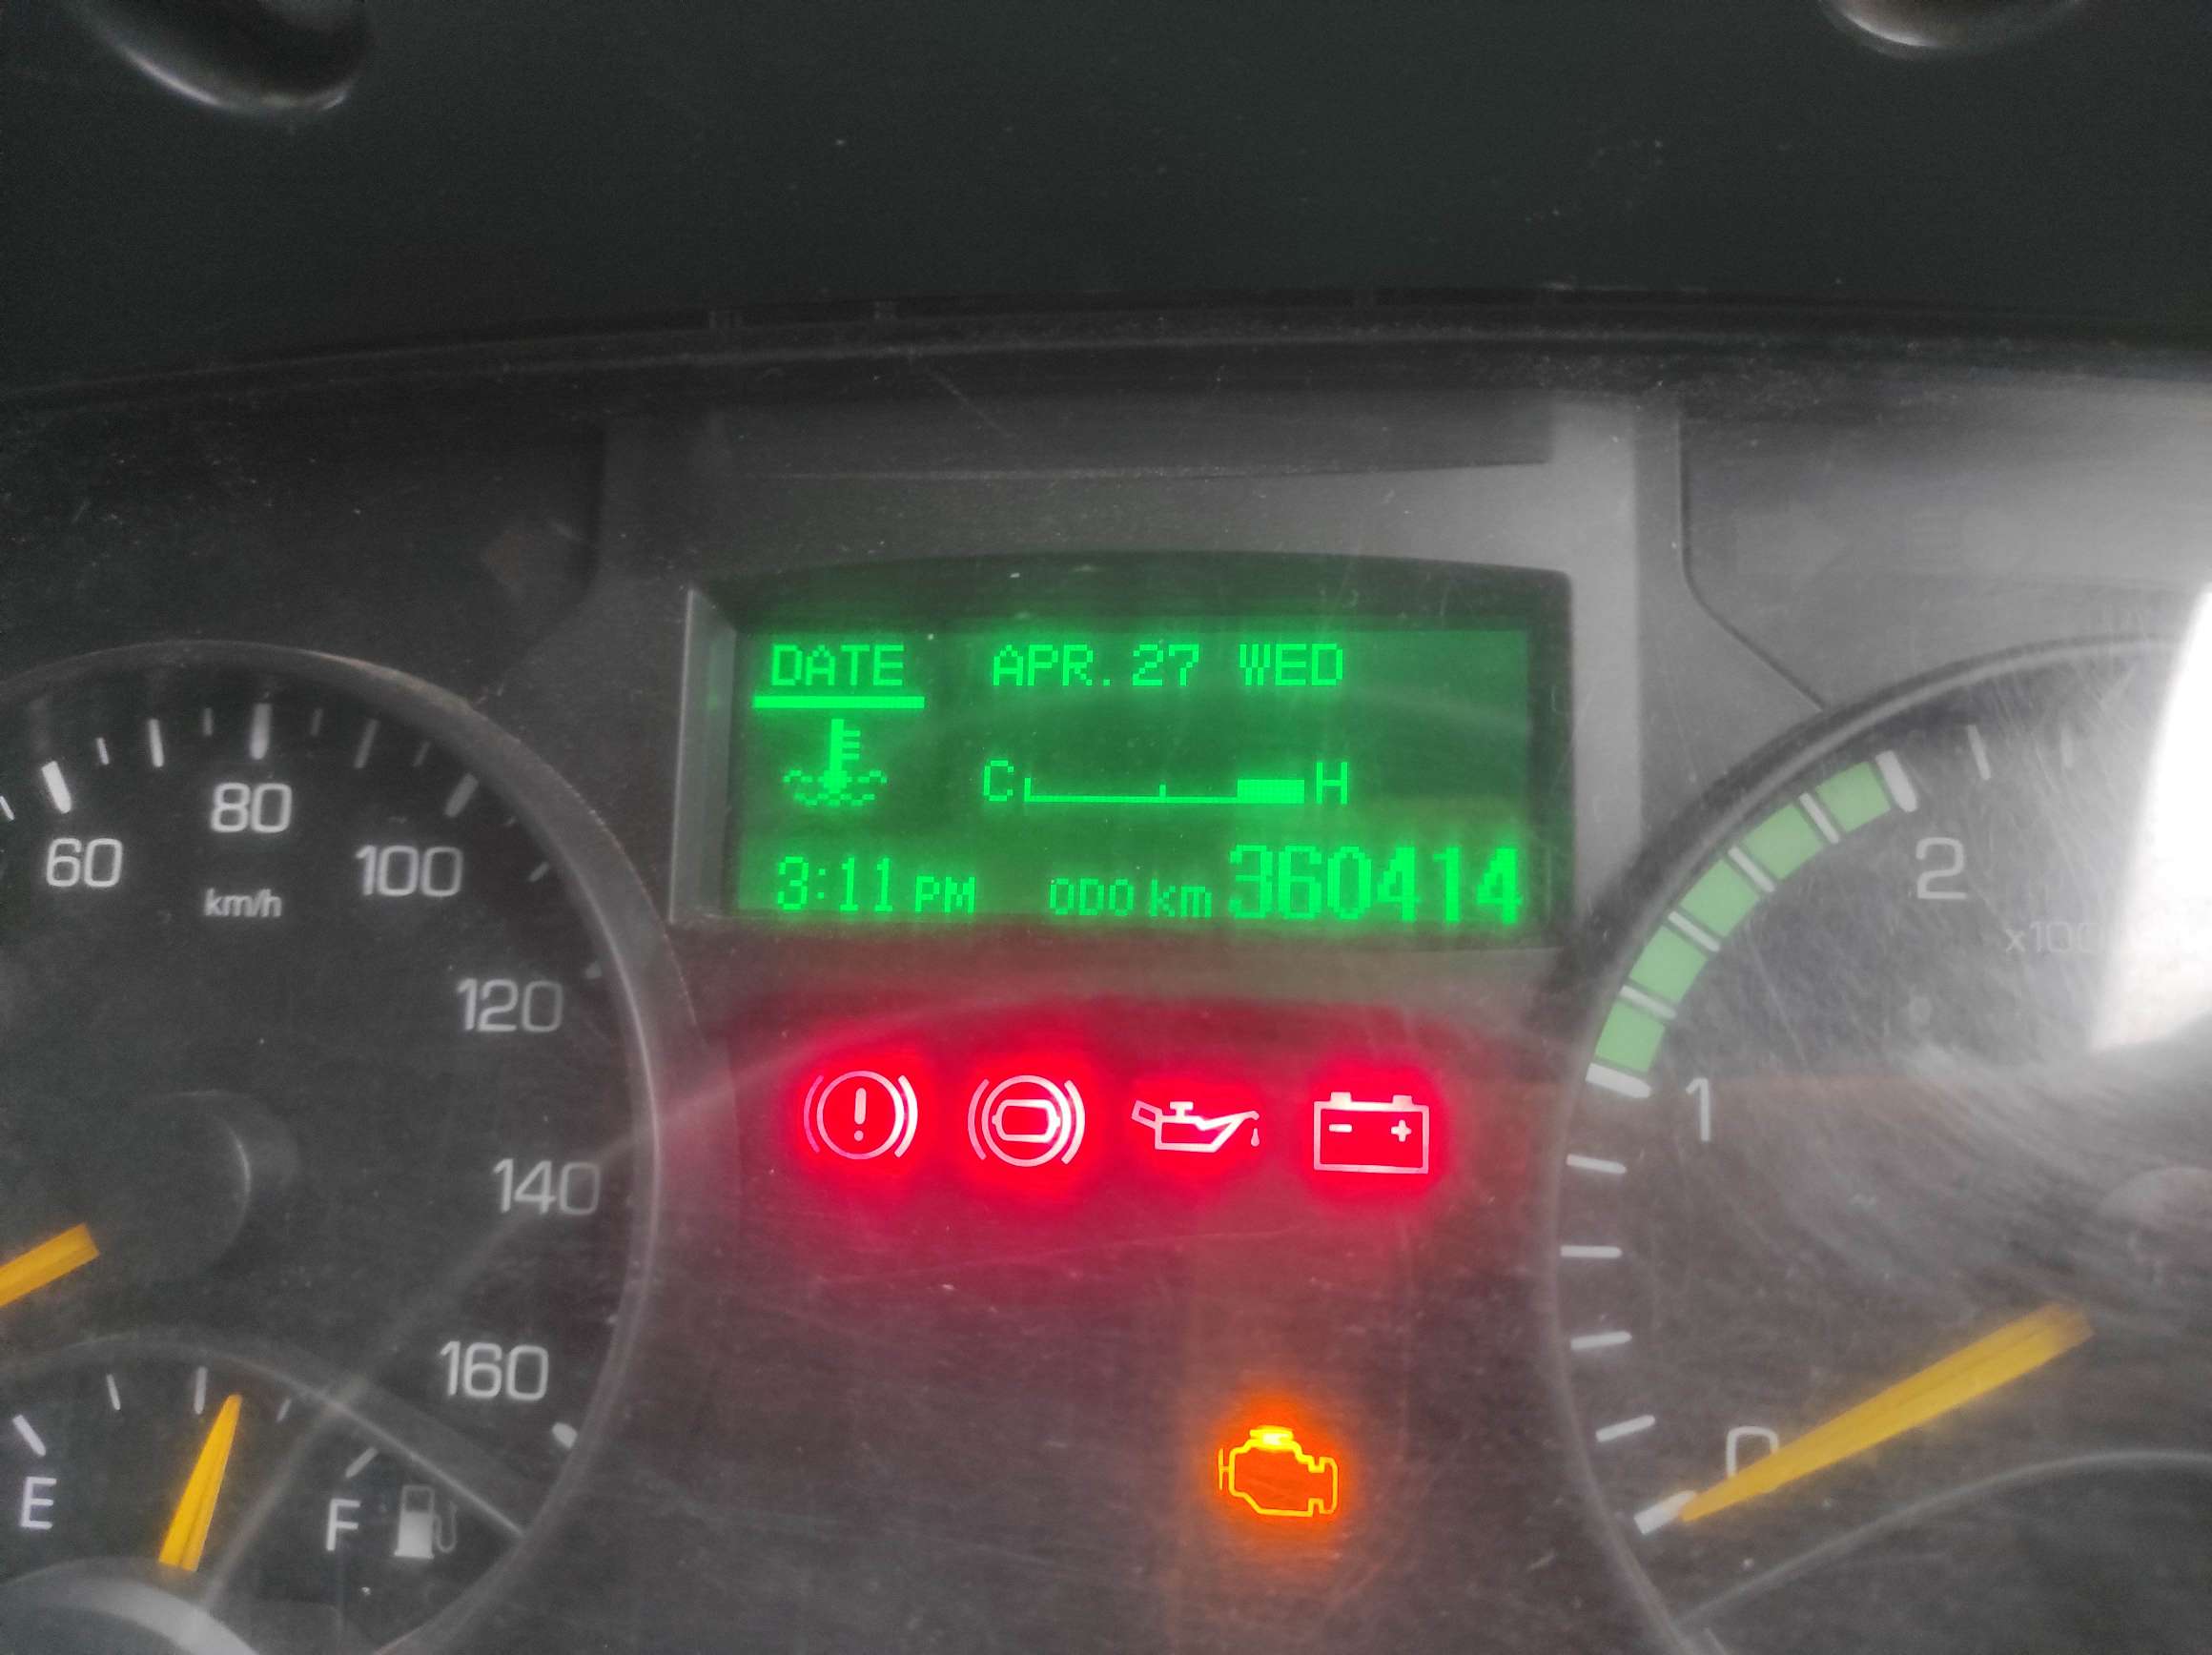 DATE APR.27 WED
C H
3:11 PM ODO km 360414
60 80 100 120 140 160
km/h
E F
0 1 2
- +
!